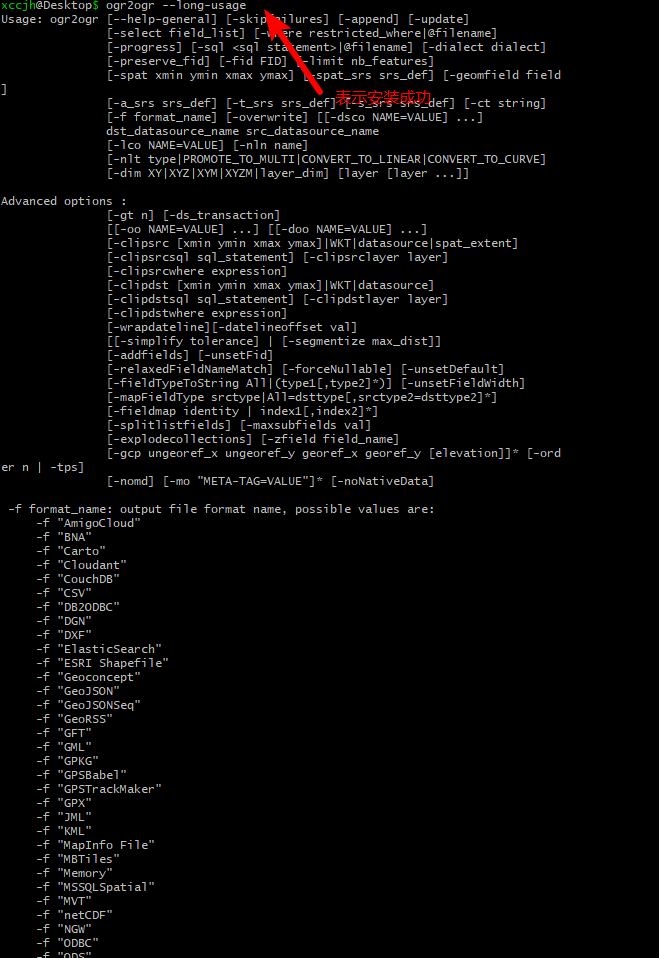 xccjh@Desktop$ ogr2ogr --long-usage
Usage: ogr2ogr [--help-general] [-skipfailures] [-append] [-update]
[-select field_list] [-where restricted_where|@filename]
[-progress] [-sql <sql statement>|@filename] [-dialect dialect]
[-preserve_fid] [-fid FID] [-limit nb_features]
[-spat xmin ymin xmax ymax] [-spat_srs srs_def] [-geomfield field
]
表示安装成功
[-a_srs srs_def] [-t_srs srs_def] [-s_srs srs_def] [-ct string]
[-f format_name] [-overwrite] [[-dsco NAME=VALUE] ...]
dst_datasource_name src_datasource_name
[-lco NAME=VALUE] [-nln name]
[-nlt type|PROMOTE_TO_MULTI|CONVERT_TO_LINEAR|CONVERT_TO_CURVE]
[-dim XY|XYZ|XYM|XYZM|layer_dim] [layer [layer ...]]
Advanced options :
[-gt n] [-ds_transaction]
[[-oo NAME=VALUE] ...] [[-doo NAME=VALUE] ...]
[-clipsrc [xmin ymin xmax ymax]|WKT|datasource|spat_extent]
[-clipsrcsql sql_statement] [-clipsrclayer layer]
[-clipsrcwhere expression]
[-clipdst [xmin ymin xmax ymax]|WKT|datasource]
[-clipdstsql sql_statement] [-clipdstlayer layer]
[-clipdstwhere expression]
[-wrapdateline][-datelineoffset val]
[[-simplify tolerance] | [-segmentize max_dist]]
[-addfields] [-unsetFid]
[-relaxedFieldNameMatch] [-forceNullable] [-unsetDefault]
[-fieldTypeToString All|(type1[,type2]*)] [-unsetFieldWidth]
[-mapFieldType srctype|All=dsttype[,srctype2=dsttype2]*]
[-fieldmap identity | index1[,index2]*]
[-splitlistfields] [-maxsubfields val]
[-explodecollections] [-zfield field_name]
[-gcp ungeoref_x ungeoref_y georef_x georef_y [elevation]]* [-ord
er n | -tps]
[-nomd] [-mo "META-TAG=VALUE"]* [-noNativeData]
-f format_name: output file format name, possible values are:
-f "AmigoCloud"
-f "BNA"
-f "Carto"
-f "Cloudant"
-f "CouchDB"
-f "CSV"
-f "DB2ODBC"
-f "DGN"
-f "DXF"
-f "ElasticSearch"
-f "ESRI Shapefile"
-f "Geoconcept"
-f "GeoJSON"
-f "GeoJSONSeq"
-f "GeoRSS"
-f "GFT"
-f "GML"
-f "GPKG"
-f "GPSBabel"
-f "GPSTrackMaker"
-f "GPX"
-f "JML"
-f "KML"
-f "MapInfo File"
-f "MBTiles"
-f "Memory"
-f "MSSQLSpatial"
-f "MVT"
-f "netCDF"
-f "NGW"
-f "ODBC"
-f "ODS"